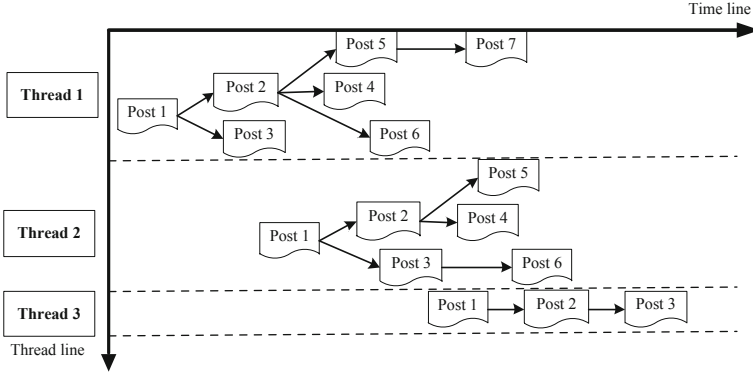 Time line
Post 5
Post 7
Thread 1
Post 2
Post 4
Post 1
Post 3
Post 6
Post 5
Thread 2
Post 2
Post 4
Post 1
Post 3
Post 6
Thread 3
Post 1
Post 2
Post 3
Thread line